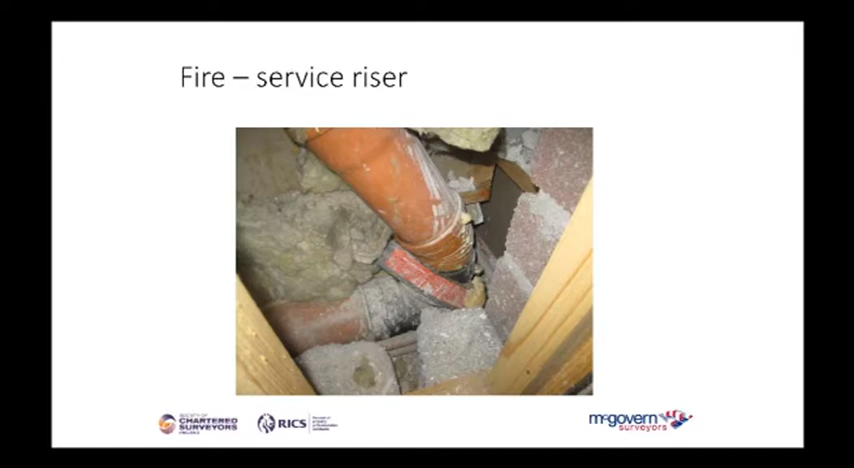 Fire – service riser
SOCIETY OF
CHARTERED
SURVEYORS
RICS
mcgovern
surveyors